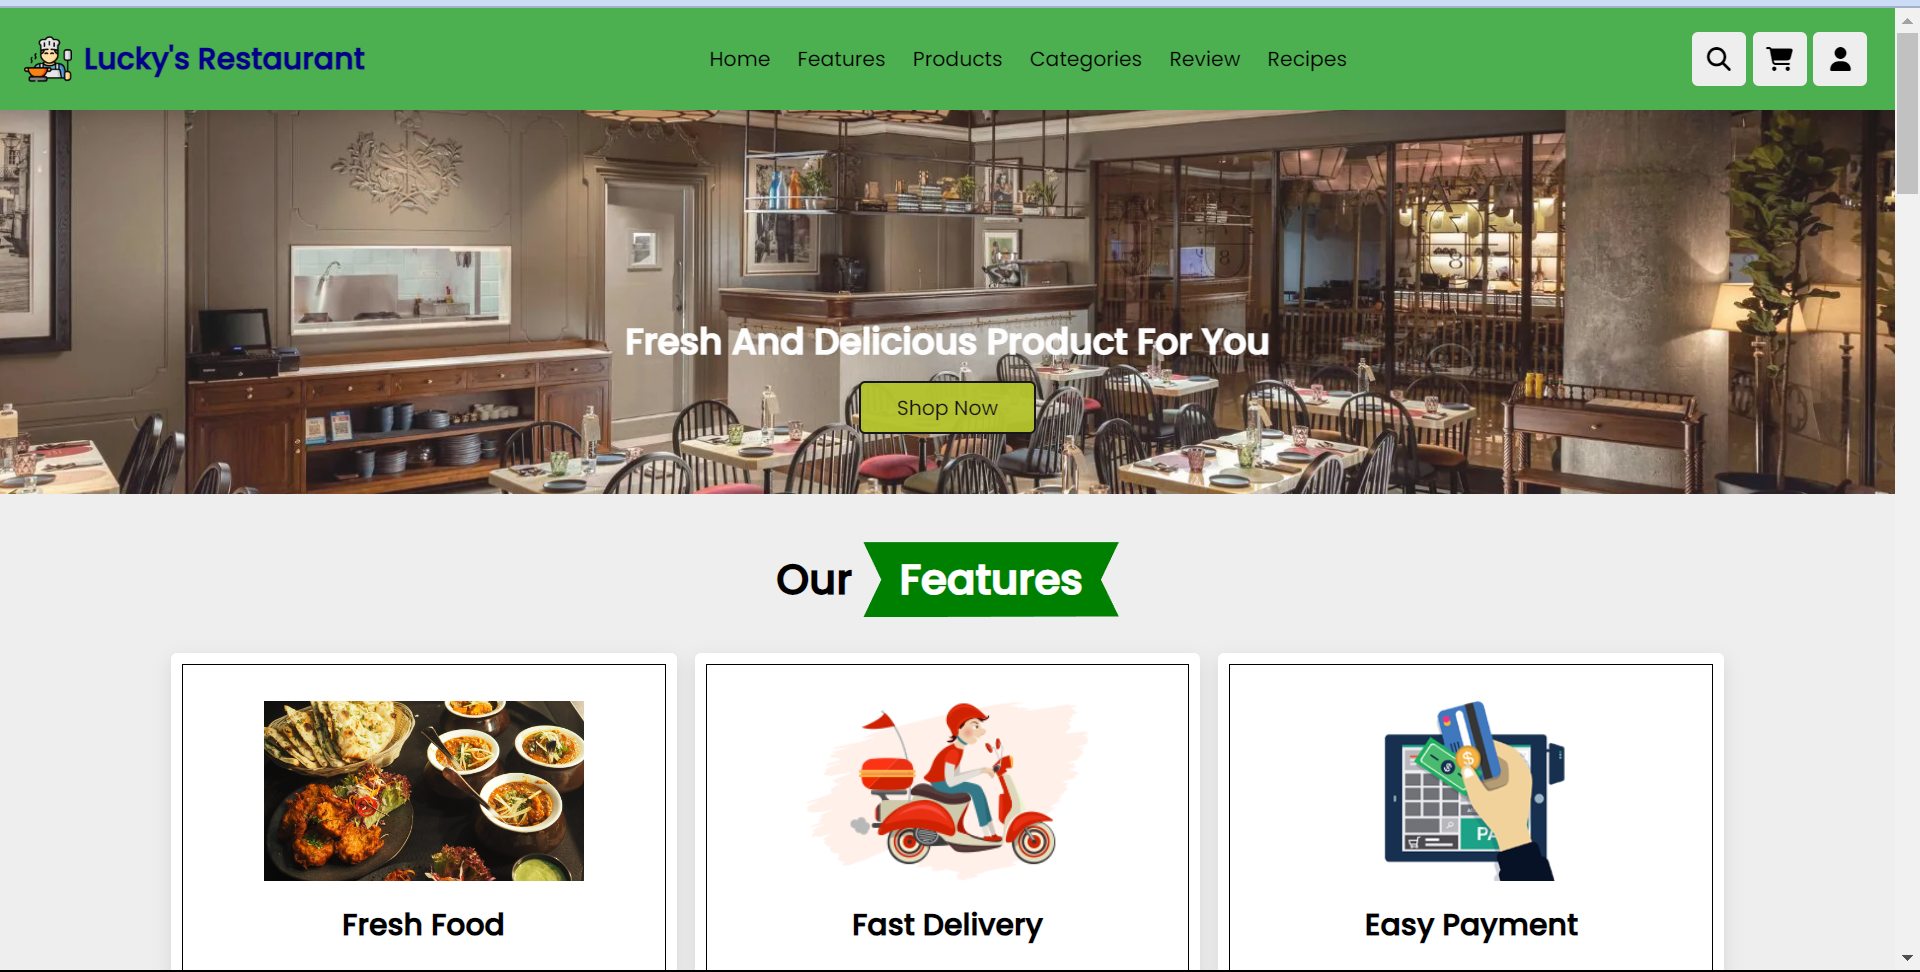 Lucky's Restaurant
Home Features Products Categories Review Recipes
Fresh And Delicious Product For You
Shop Now
Our Features
Fresh Food
Fast Delivery
Easy Payment